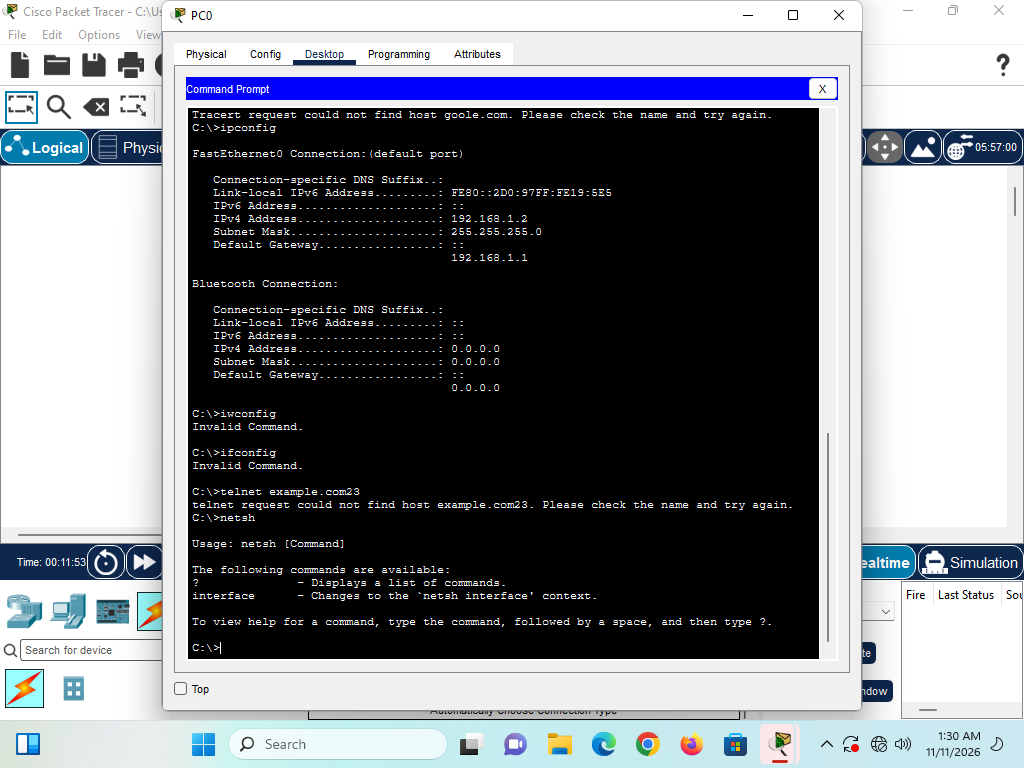 Cisco Packet Tracer - C:\Us
PC0
File Edit Options View
Physical Config Desktop Programming Attributes
Command Prompt
X
Logical
Physic
05:57:00
Tracert request could not find host goole.com. Please check the name and try again.
C:\>ipconfig
FastEthernet0 Connection:(default port)
Connection-specific DNS Suffix..:
Link-local IPv6 Address.........: FE80::2D0:97FF:FE19:5E5
IPv6 Address....................: ::
IPv4 Address....................: 192.168.1.2
Subnet Mask.....................: 255.255.255.0
Default Gateway.................: ::
192.168.1.1
Bluetooth Connection:
Connection-specific DNS Suffix..:
Link-local IPv6 Address.........: ::
IPv6 Address....................: ::
IPv4 Address....................: 0.0.0.0
Subnet Mask.....................: 0.0.0.0
Default Gateway.................: ::
0.0.0.0
C:\>iwconfig
Invalid Command.
C:\>ifconfig
Invalid Command.
C:\>telnet example.com23
telnet request could not find host example.com23. Please check the name and try again.
C:\>netsh
Usage: netsh [Command]
The following commands are available:
? - Displays a list of commands.
interface - Changes to the `netsh interface' context.
To view help for a command, type the command, followed by a space, and then type ?.
C:\>
Time: 00:11:53
ealtime
Simulation
Fire Last Status Sou
Search for device
te
ndow
Top
Automatically Choose Connection Type
Search
1:30 AM
11/11/2026